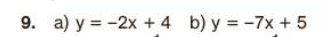 9. a) y = -2x + 4 b) y = -7x + 5